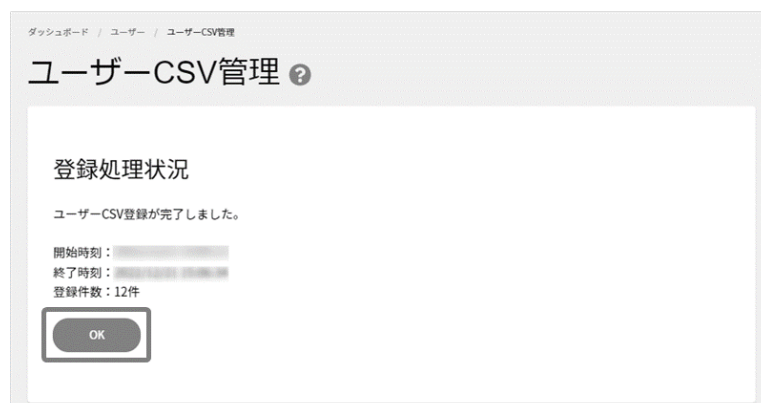 ダッシュボード / ユーザー / ユーザーCSV管理
ユーザーCSV管理 ?
登録処理状況
ユーザーCSV登録が完了しました。
開始時刻：
終了時刻：
登録件数：12件
OK